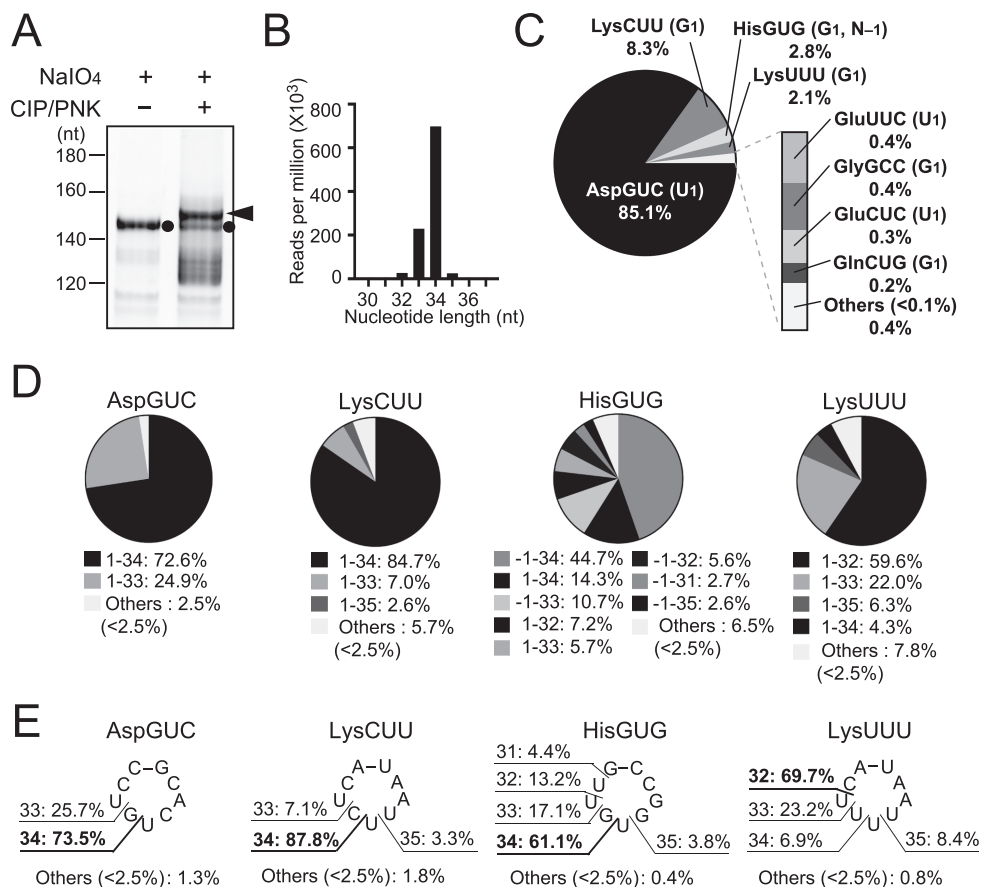 A
NaIO4 + +
CIP/PNK – +
(nt)
180
160
140
120
B
Reads per million (X10³)
800
600
400
200
0
30 32 34 36
Nucleotide length (nt)
C
LysCUU (G1)
8.3%
HisGUG (G1, N–1)
2.8%
LysUUU (G1)
2.1%
AspGUC (U1)
85.1%
GluUUC (U1)
0.4%
GlyGCC (G1)
0.4%
GluCUC (U1)
0.3%
GlnCUG (G1)
0.2%
Others (<0.1%)
0.4%
D
AspGUC
1-34: 72.6%
1-33: 24.9%
Others : 2.5%
(<2.5%)
LysCUU
1-34: 84.7%
1-33: 7.0%
1-35: 2.6%
Others : 5.7%
(<2.5%)
HisGUG
-1-34: 44.7%
1-34: 14.3%
-1-33: 10.7%
1-32: 7.2%
1-33: 5.7%
-1-32: 5.6%
-1-31: 2.7%
-1-35: 2.6%
Others : 6.5%
(<2.5%)
LysUUU
1-32: 59.6%
1-33: 22.0%
1-35: 6.3%
1-34: 4.3%
Others : 7.8%
(<2.5%)
E
AspGUC
C–G
C C
U A
G U C
33: 25.7%
34: 73.5%
Others (<2.5%): 1.3%
LysCUU
A–U
C A
U A
C U U
33: 7.1%
34: 87.8%
35: 3.3%
Others (<2.5%): 1.8%
HisGUG
G–C
U C
U G
G U G
31: 4.4%
32: 13.2%
33: 17.1%
34: 61.1%
35: 3.8%
Others (<2.5%): 0.4%
LysUUU
A–U
C A
U A
U U U
32: 69.7%
33: 23.2%
34: 6.9%
35: 8.4%
Others (<2.5%): 0.8%